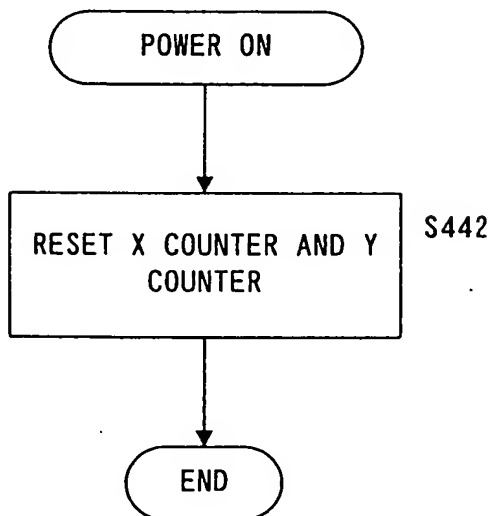 POWER ON
RESET X COUNTER AND Y
COUNTER
S442
END